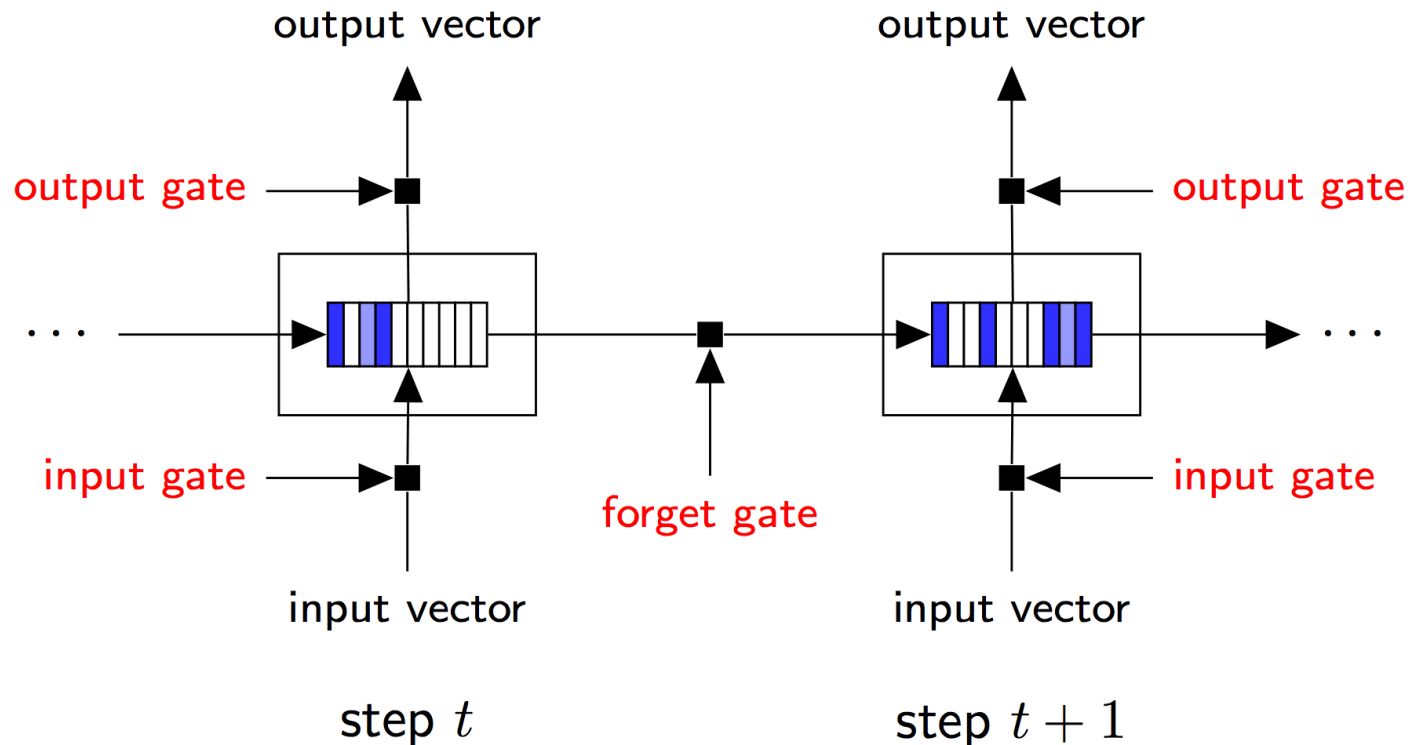 output vector
output vector
output gate
output gate
· · ·
· · ·
input gate
input gate
forget gate
input vector
input vector
step t
step t + 1